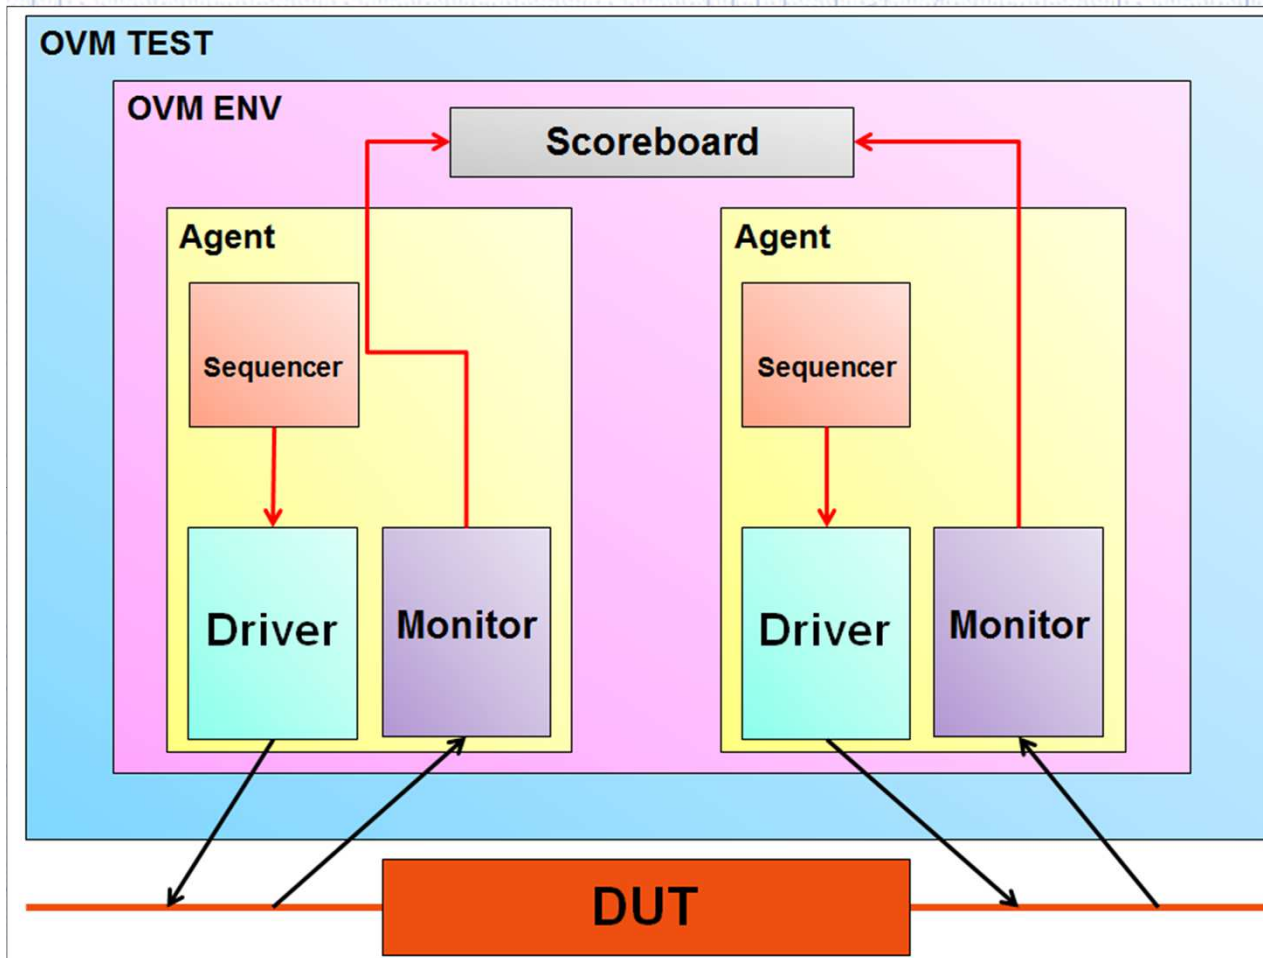 OVM TEST
OVM ENV
Scoreboard
Agent
Agent
Sequencer
Sequencer
Driver
Monitor
Driver
Monitor
DUT